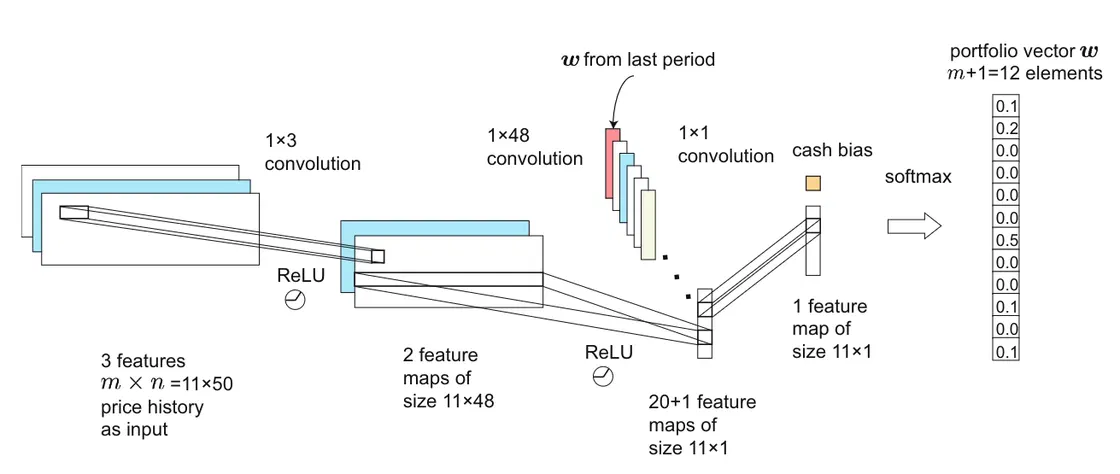 w from last period
portfolio vector w
m+1=12 elements
1×3
convolution
1×48
convolution
1×1
convolution
cash bias
softmax
0.1
0.2
0.0
0.0
0.0
0.0
0.5
0.0
0.0
0.1
0.0
0.1
ReLU
ReLU
3 features
m × n =11×50
price history
as input
2 feature
maps of
size 11×48
20+1 feature
maps of
size 11×1
1 feature
map of
size 11×1